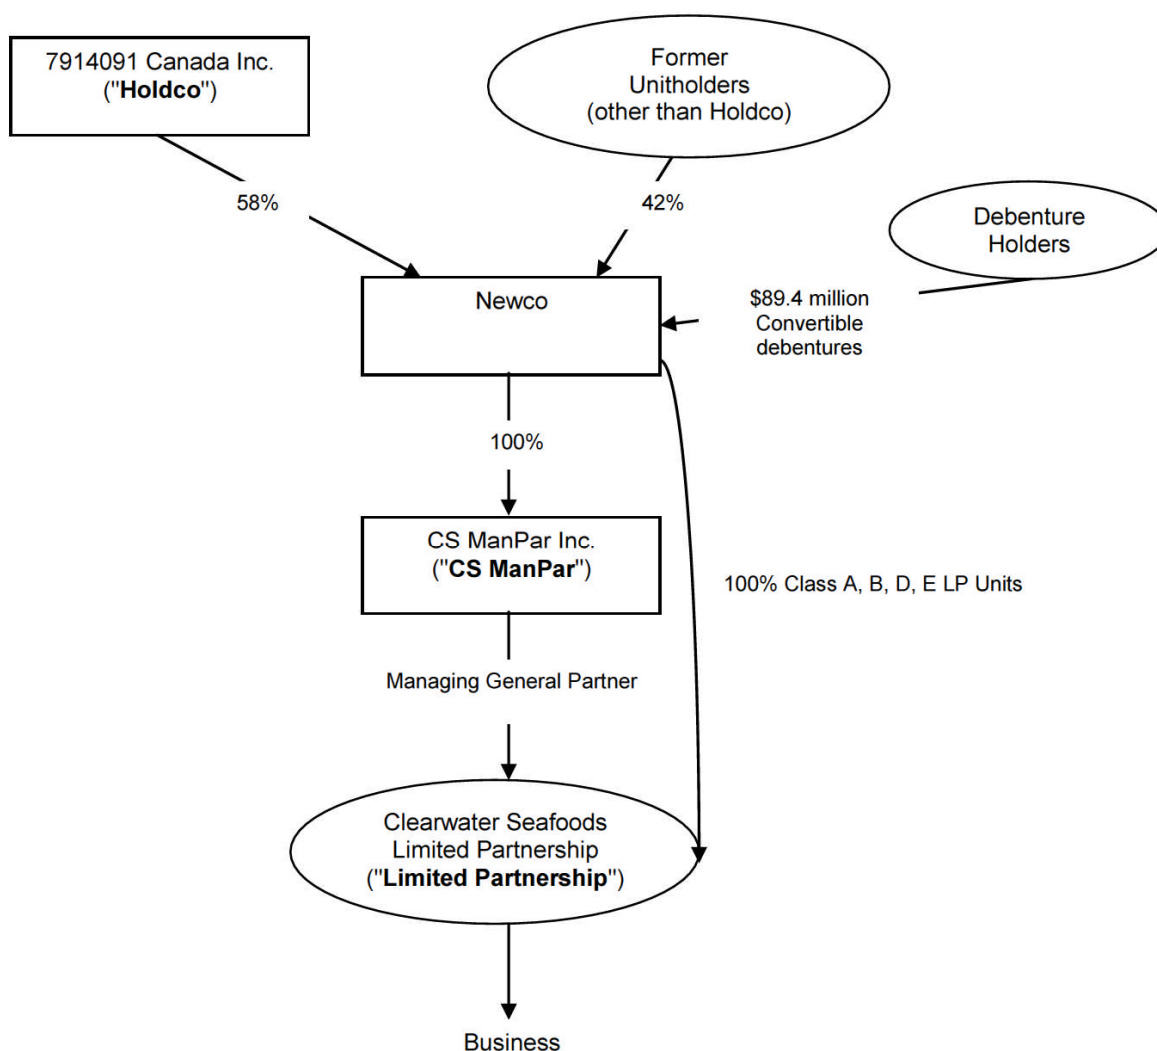 7914091 Canada Inc.
("Holdco")
Former
Unitholders
(other than Holdco)
58%
42%
Debenture
Holders
Newco
$89.4 million
Convertible
debentures
100%
CS ManPar Inc.
("CS ManPar")
100% Class A, B, D, E LP Units
Managing General Partner
Clearwater Seafoods
Limited Partnership
("Limited Partnership")
Business